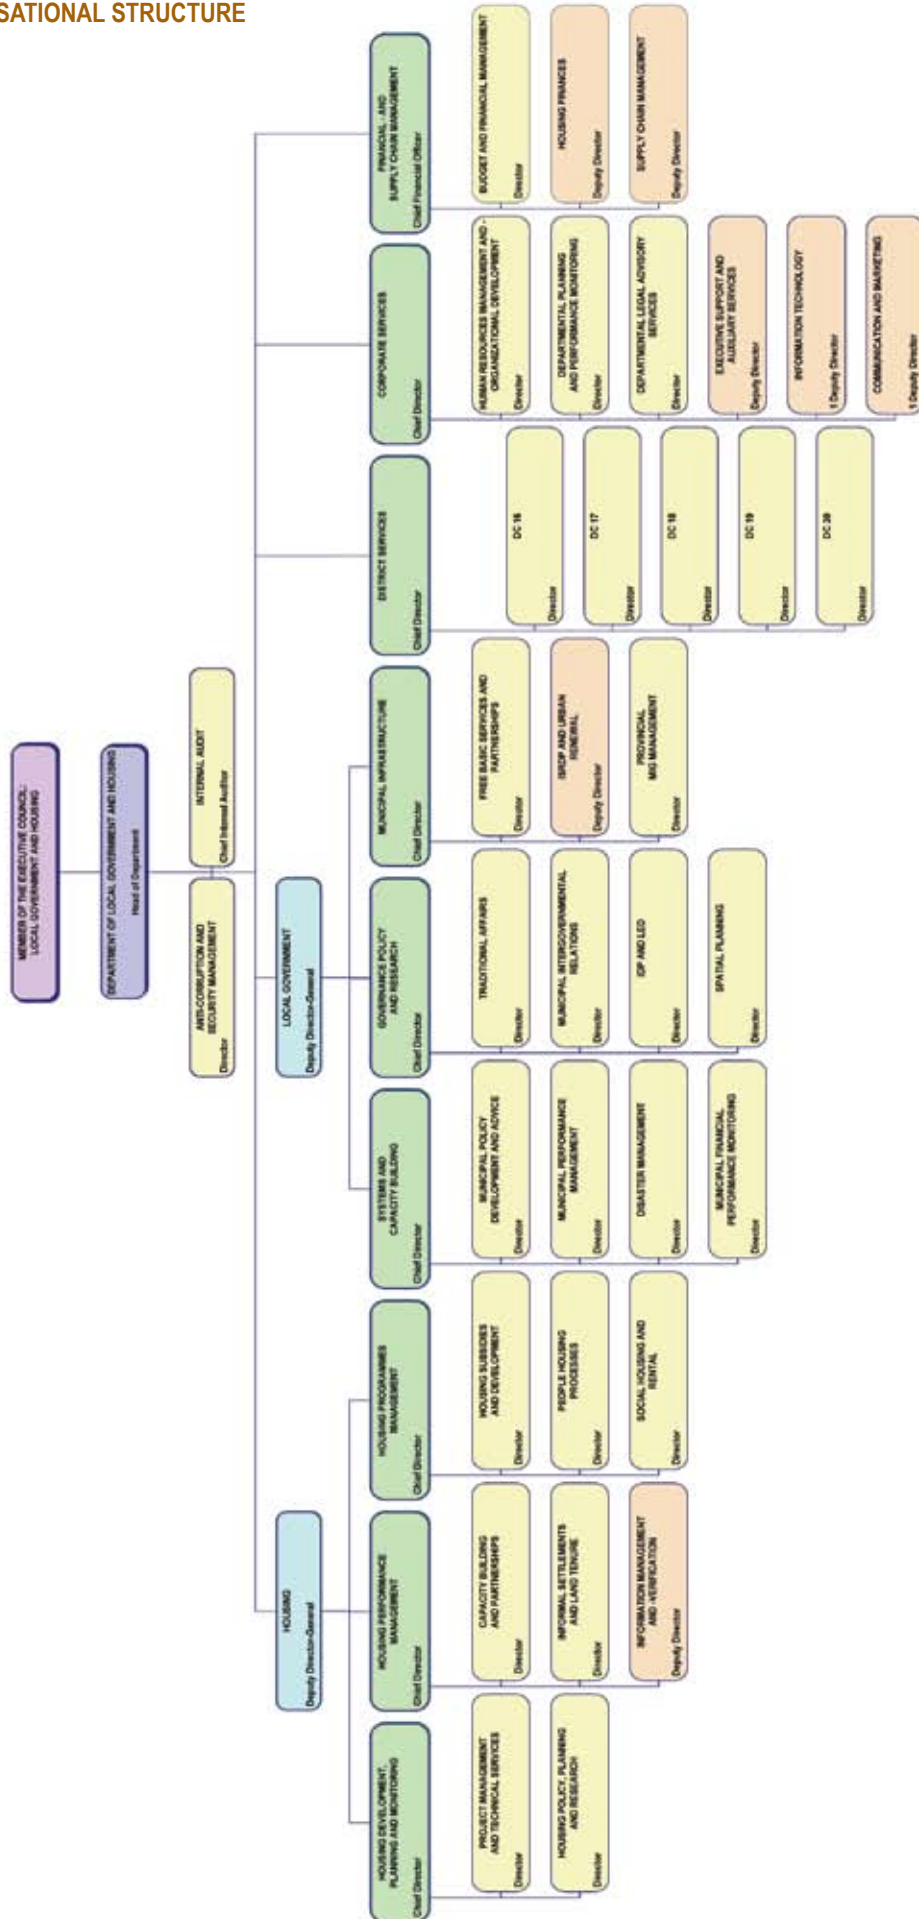 SATIONAL STRUCTURE
MEMBER OF THE EXECUTIVE COUNCIL:
LOCAL GOVERNMENT AND HOUSING
DEPARTMENT OF LOCAL GOVERNMENT AND HOUSING
Head of Department
ANTI-CORRUPTION AND
SECURITY MANAGEMENT
Director
INTERNAL AUDIT
Chief Internal Auditor
HOUSING
Deputy Director-General
LOCAL GOVERNMENT
Deputy Director-General
HOUSING DEVELOPMENT,
PLANNING AND MONITORING
Chief Director
PROJECT MANAGEMENT
AND TECHNICAL SERVICES
Director
HOUSING POLICY, PLANNING
AND RESEARCH
Director
HOUSING PERFORMANCE
MANAGEMENT
Chief Director
CAPACITY BUILDING
AND PARTNERSHIPS
Director
INFORMAL SETTLEMENTS
AND LAND TENURE
Director
INFORMATION MANAGEMENT
AND -VERIFICATION
Deputy Director
HOUSING PROGRAMMES
MANAGEMENT
Chief Director
HOUSING SUBSIDIES
AND DEVELOPMENT
Director
PEOPLE HOUSING
PROCESSES
Director
SOCIAL HOUSING AND
RENTAL
Director
SYSTEMS AND
CAPACITY BUILDING
Chief Director
MUNICIPAL POLICY
DEVELOPMENT AND ADVICE
Director
MUNICIPAL PERFORMANCE
MANAGEMENT
Director
DISASTER MANAGEMENT
Director
MUNICIPAL FINANCIAL
PERFORMANCE MONITORING
Director
GOVERNANCE POLICY
AND RESEARCH
Chief Director
TRADITIONAL AFFAIRS
Director
MUNICIPAL INTERGOVERNMENTAL
RELATIONS
Director
IDP AND LED
Director
SPATIAL PLANNING
Director
MUNICIPAL INFRASTRUCTURE
Chief Director
FREE BASIC SERVICES AND
PARTNERSHIPS
Director
ISRDP AND URBAN
RENEWAL
Deputy Director
PROVINCIAL
MIG MANAGEMENT
Director
DISTRICT SERVICES
Chief Director
DC 16
Director
DC 17
Director
DC 18
Director
DC 19
Director
DC 20
Director
CORPORATE SERVICES
Chief Director
HUMAN RESOURCES MANAGEMENT AND -
ORGANIZATIONAL DEVELOPMENT
Director
DEPARTMENTAL PLANNING
AND PERFORMANCE MONITORING
Director
DEPARTMENTAL LEGAL ADVISORY
SERVICES
Director
EXECUTIVE SUPPORT AND
AUXILIARY SERVICES
Deputy Director
INFORMATION TECHNOLOGY
1 Deputy Director
COMMUNICATION AND MARKETING
1 Deputy Director
FINANCIAL - AND
SUPPLY CHAIN MANAGEMENT
Chief Financial Officer
BUDGET AND FINANCIAL MANAGEMENT
Director
HOUSING FINANCES
Deputy Director
SUPPLY CHAIN MANAGEMENT
Deputy Director